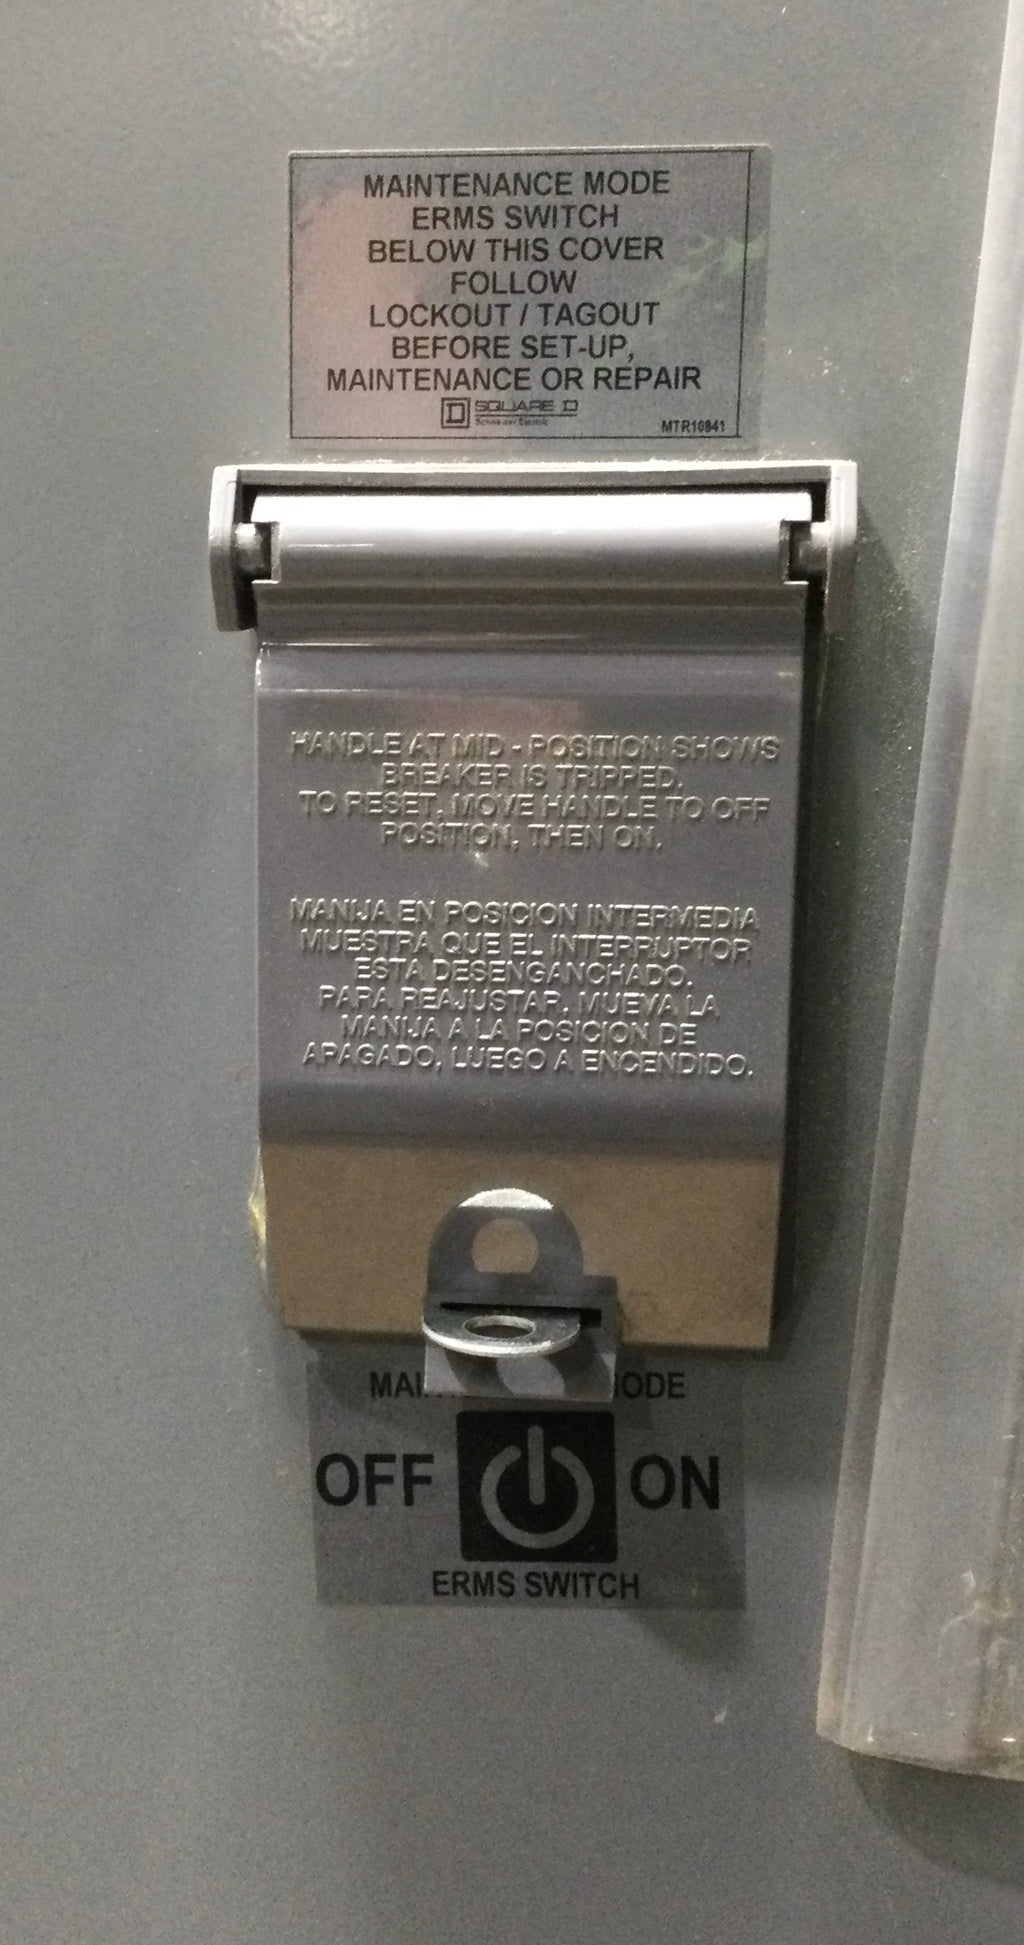 MAINTENANCE MODE
ERMS SWITCH
BELOW THIS COVER
FOLLOW
LOCKOUT / TAGOUT
BEFORE SET-UP,
MAINTENANCE OR REPAIR
D SQUARE D
Schneider Electric
MTR10841
HANDLE AT MID - POSITION SHOWS
BREAKER IS TRIPPED.
TO RESET, MOVE HANDLE TO OFF
POSITION, THEN ON.
MANIJA EN POSICION INTERMEDIA
MUESTRA QUE EL INTERRUPTOR
ESTA DESENGANCHADO.
PARA REAJUSTAR, MUEVA LA
MANIJA A LA POSICION DE
APAGADO, LUEGO A ENCENDIDO.
OFF ON
ERMS SWITCH